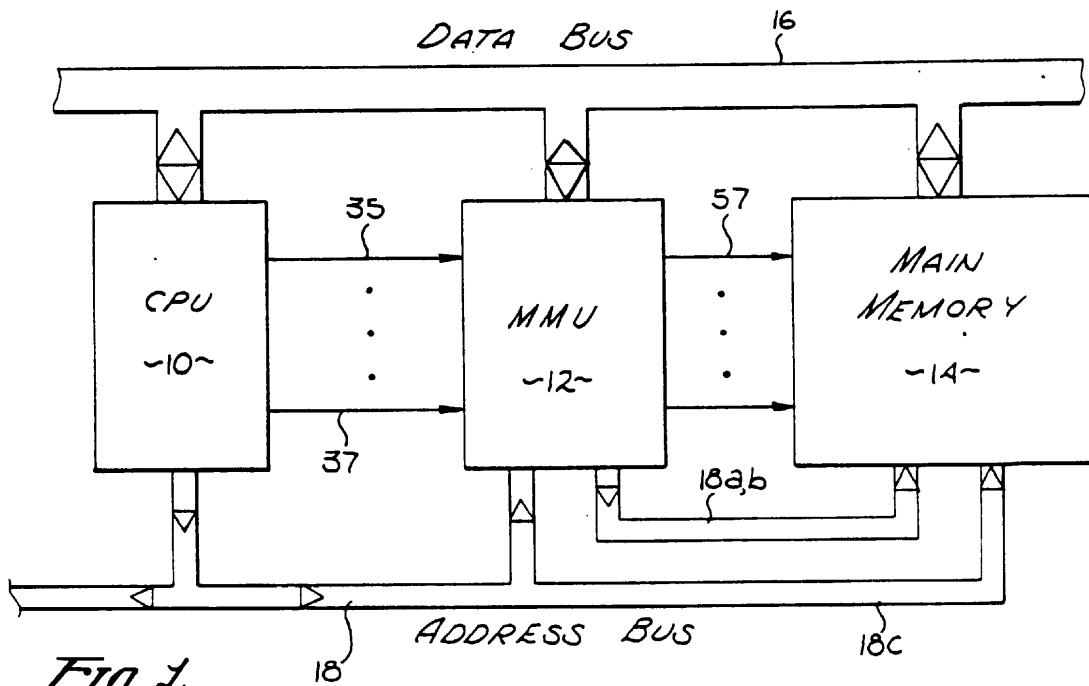 DATA BUS
16
35
57
CPU
~10~
MMU
~12~
MAIN
MEMORY
~14~
37
18a,b
18
ADDRESS BUS
18c
FIG. 1